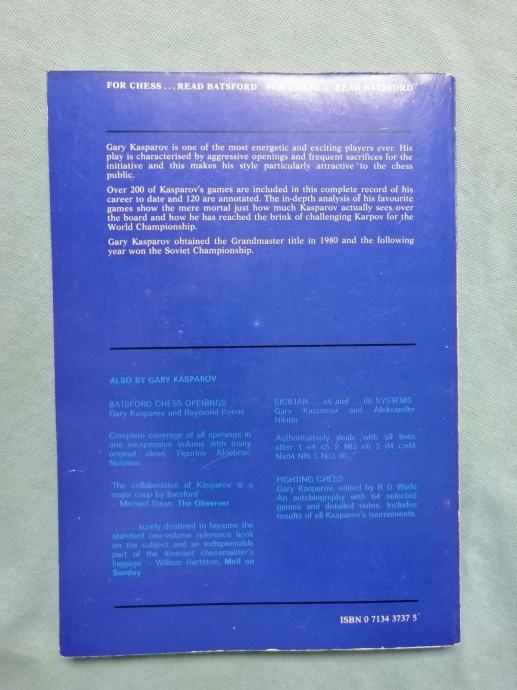 FOR CHESS . . . READ BATSFORD FOR CHESS . . . READ BATSFORD
Gary Kasparov is one of the most energetic and exciting players ever. His
play is characterised by aggressive openings and frequent sacrifices for the
initiative and this makes his style particularly attractive to the chess
public.
Over 200 of Kasparov's games are included in this complete record of his
career to date and 120 are annotated. The in-depth analysis of his favourite
games show the mere mortal just how much Kasparov actually sees over
the board and how he has reached the brink of challenging Karpov for the
World Championship.
Gary Kasparov obtained the Grandmaster title in 1980 and the following
year won the Soviet Championship.
ALSO BY GARY KASPAROV
BATSFORD CHESS OPENINGS
Gary Kasparov and Raymond Keene
Complete coverage of all openings in
one inexpensive volume with many
original ideas. Figurine Algebraic
Notation.
'The collaboration of Kasparov is a
major coup by Batsford'
– Michael Stean, The Observer
'. . . . . surely destined to become the
standard one-volume reference book
on the subject and an indispensable
part of the itinerant chessmaster's
luggage' – William Hartston, Mail on
Sunday
SICILIAN . . . e6 and . . . d6 SYSTEMS
Gary Kasparov and Aleksander
Nikitin
Authoritatively deals with all lines
after 1 e4 c5 2 Nf3 e6 3 d4 cxd4
Nxd4 Nf6 5 Nc3 d6.
FIGHTING CHESS
Gary Kasparov, edited by R G Wade
An autobiography with 64 selected
games and detailed notes. Includes
results of all Kasparov's tournaments.
ISBN 0 7134 3737 5